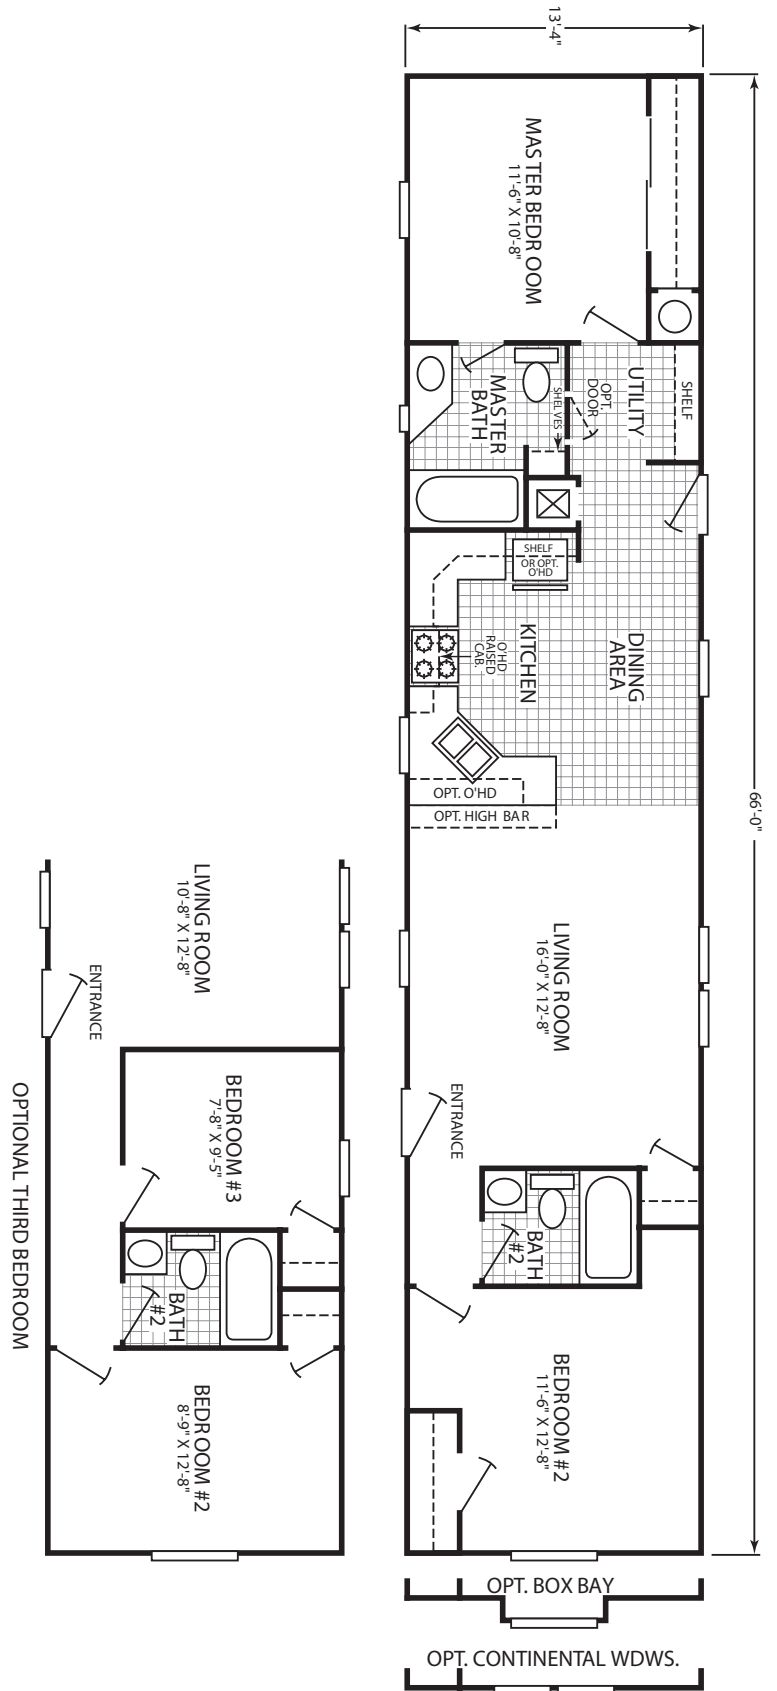 13'-4"
66'-0"
MASTER BEDROOM
11'-6" X 10'-8"
SHELF
UTILITY
OPT.
DOOR
SHELVES
MASTER
BATH
SHELF
OR OPT.
O'HD
O'HD
RAISED
CAB.
KITCHEN
DINING
AREA
OPT. O'HD
OPT. HIGH BAR
LIVING ROOM
16'-0" X 12'-8"
ENTRANCE
BATH
#2
BEDROOM #2
11'-6" X 12'-8"
OPT. BOX BAY
OPT. CONTINENTAL WDWS.
LIVING ROOM
10'-8" X 12'-8"
ENTRANCE
BEDROOM #3
7'-8" X 9'-5"
BATH
#2
BEDROOM #2
8'-9" X 12'-8"
OPTIONAL THIRD BEDROOM